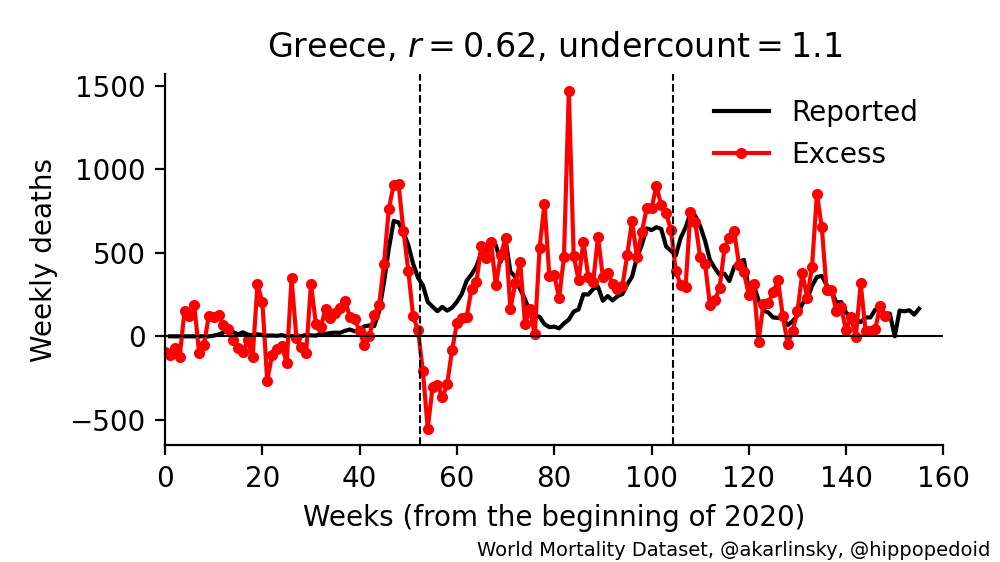 Greece, r = 0.62, undercount = 1.1
1500
1000
500
0
−500
Weekly deaths
Reported
Excess
0 20 40 60 80 100 120 140 160
Weeks (from the beginning of 2020)
World Mortality Dataset, @akarlinsky, @hippopedoid